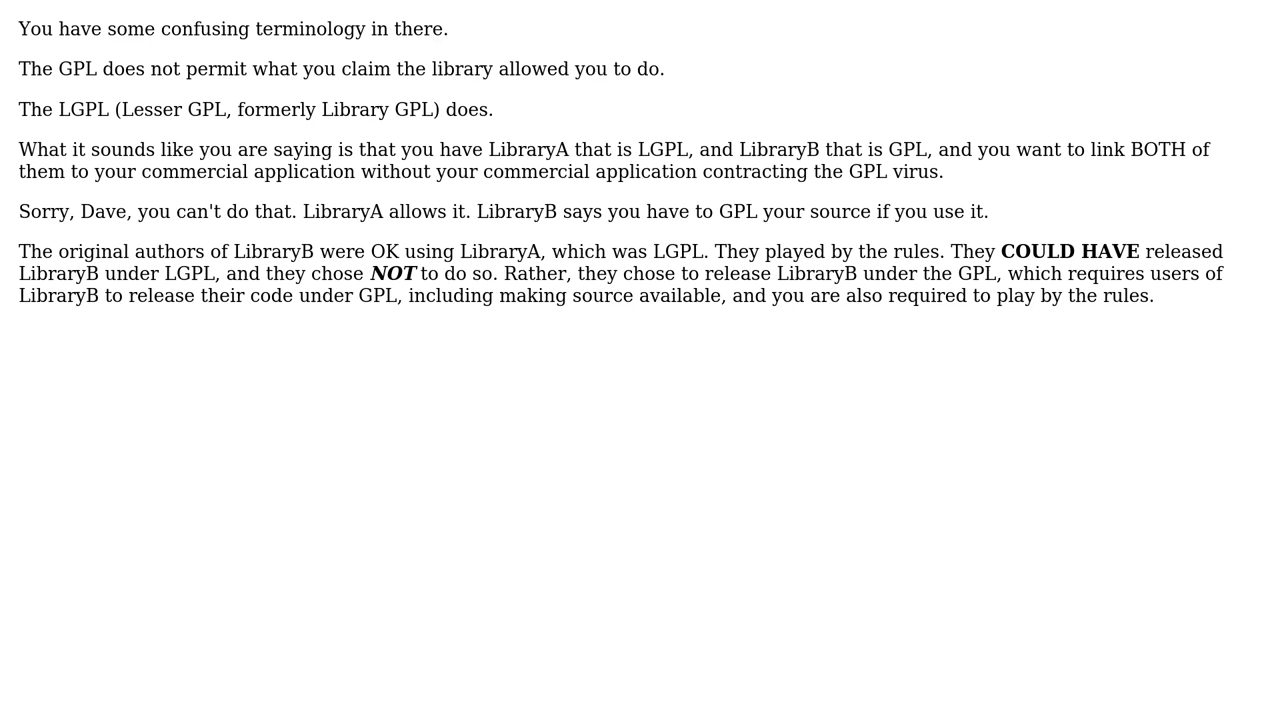 You have some confusing terminology in there.
The GPL does not permit what you claim the library allowed you to do.
The LGPL (Lesser GPL, formerly Library GPL) does.
What it sounds like you are saying is that you have LibraryA that is LGPL, and LibraryB that is GPL, and you want to link BOTH of
them to your commercial application without your commercial application contracting the GPL virus.
Sorry, Dave, you can't do that. LibraryA allows it. LibraryB says you have to GPL your source if you use it.
The original authors of LibraryB were OK using LibraryA, which was LGPL. They played by the rules. They COULD HAVE released
LibraryB under LGPL, and they chose NOT to do so. Rather, they chose to release LibraryB under the GPL, which requires users of
LibraryB to release their code under GPL, including making source available, and you are also required to play by the rules.